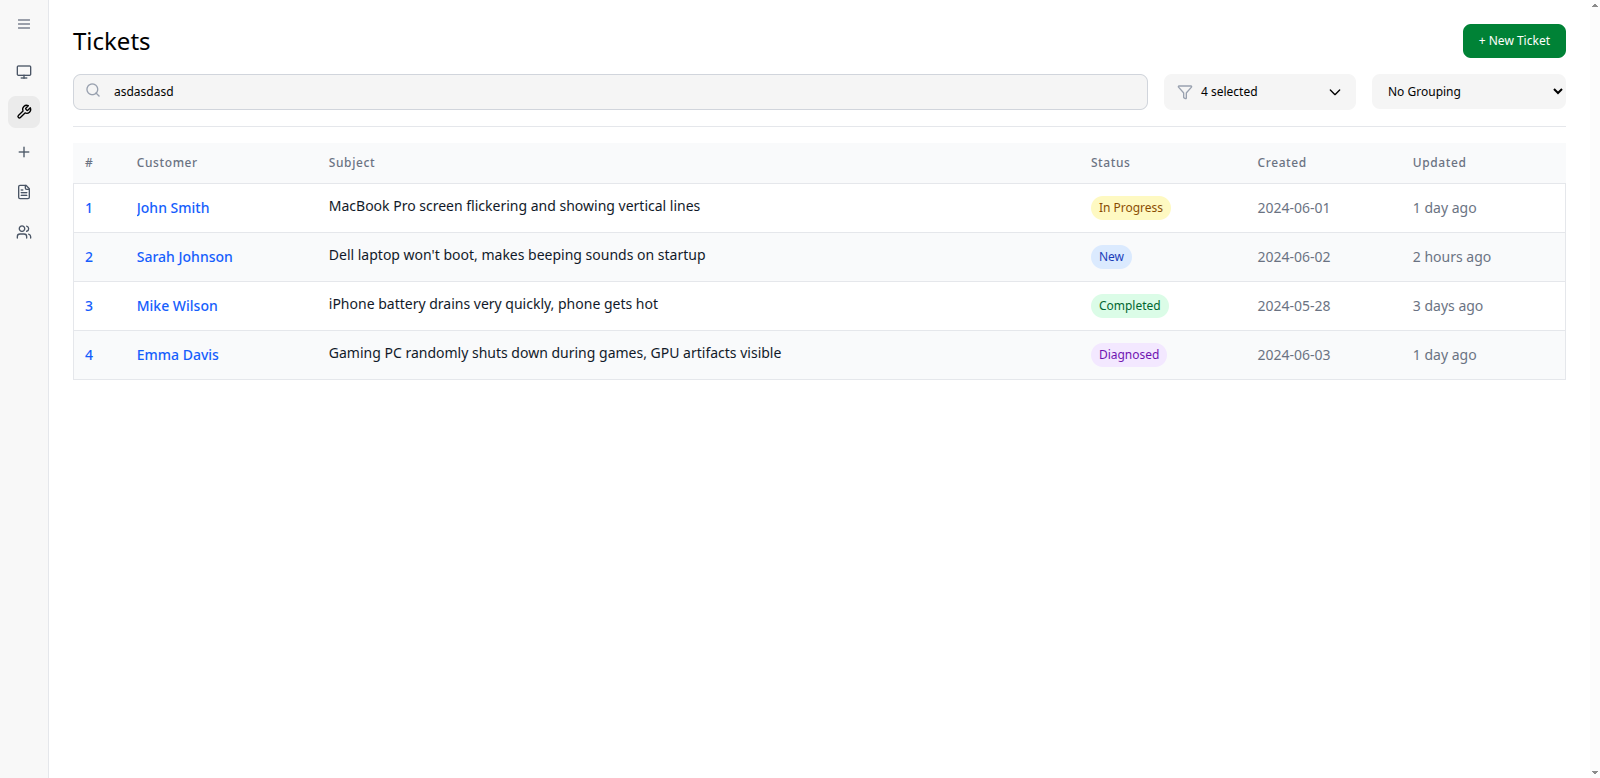 Tickets
+ New Ticket
asdasdasd
4 selected
No Grouping
# Customer Subject Status Created Updated
1 John Smith MacBook Pro screen flickering and showing vertical lines In Progress 2024-06-01 1 day ago
2 Sarah Johnson Dell laptop won't boot, makes beeping sounds on startup New 2024-06-02 2 hours ago
3 Mike Wilson iPhone battery drains very quickly, phone gets hot Completed 2024-05-28 3 days ago
4 Emma Davis Gaming PC randomly shuts down during games, GPU artifacts visible Diagnosed 2024-06-03 1 day ago